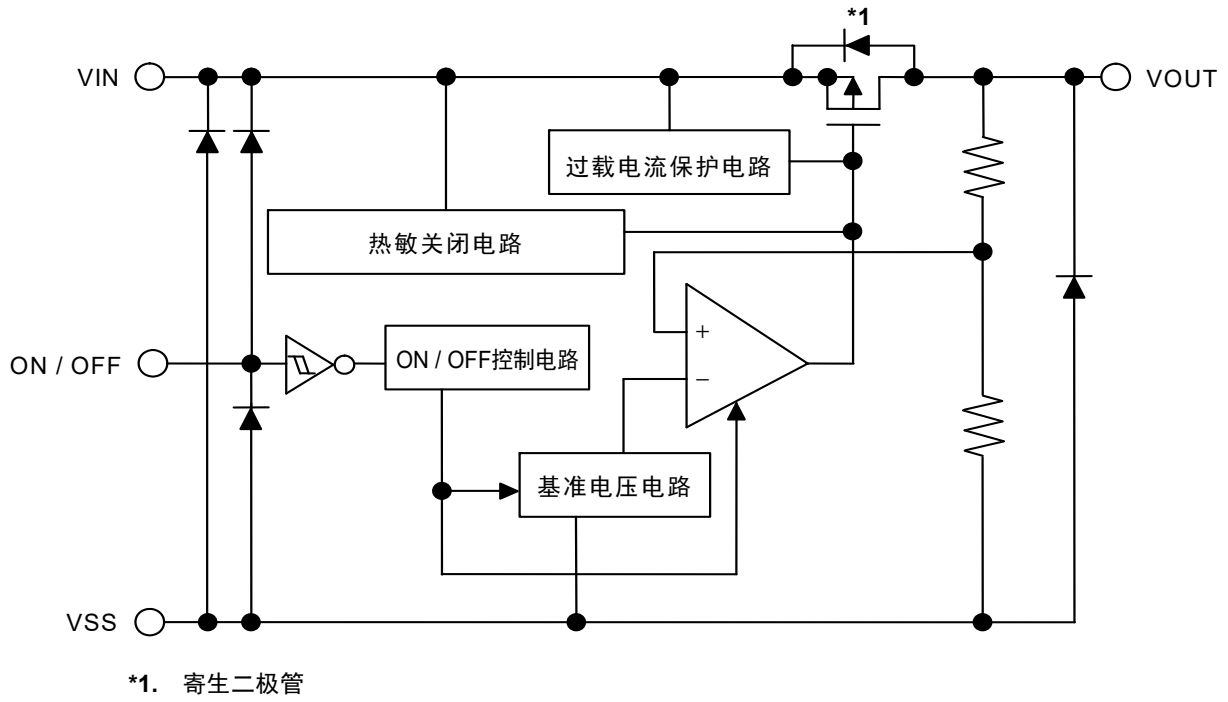 *1
VIN
VOUT
过载电流保护电路
热敏关闭电路
+
ON / OFF
ON / OFF控制电路
−
基准电压电路
VSS
*1. 寄生二极管